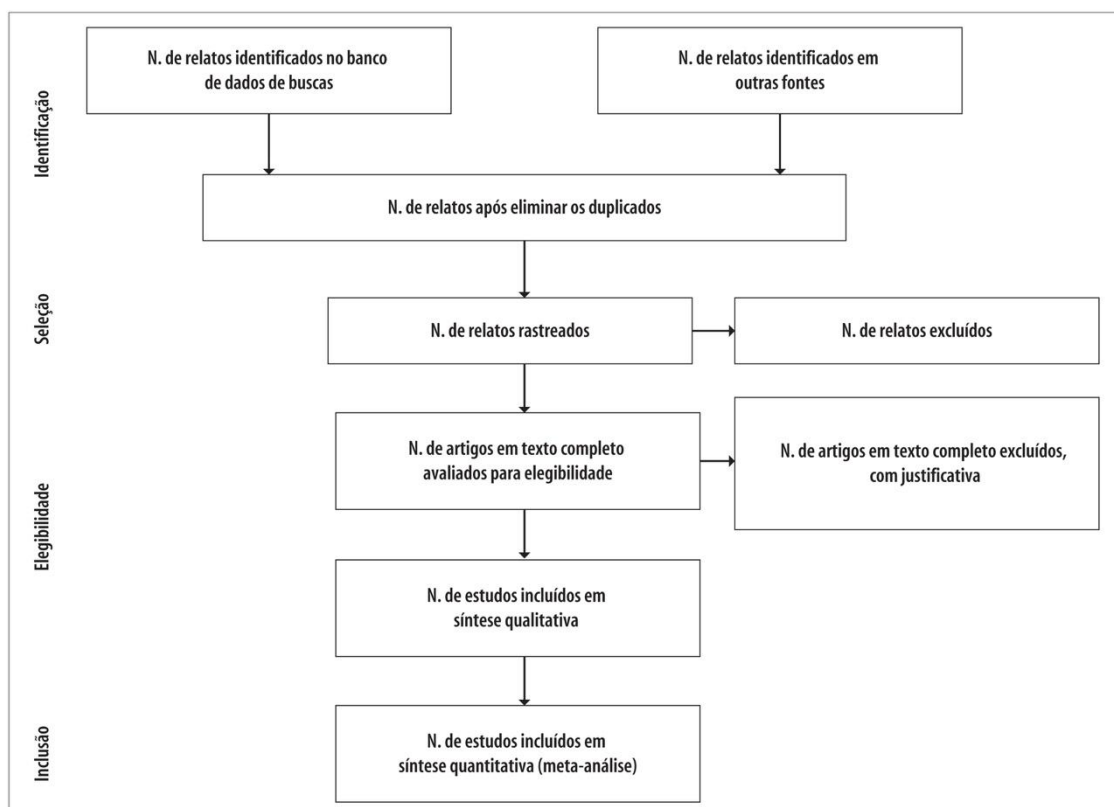 Identificação
N. de relatos identificados no banco
de dados de buscas
N. de relatos identificados em
outras fontes
N. de relatos após eliminar os duplicados
Seleção
N. de relatos rastreados
N. de relatos excluídos
Elegibilidade
N. de artigos em texto completo
avaliados para elegibilidade
N. de artigos em texto completo excluídos,
com justificativa
N. de estudos incluídos em
síntese qualitativa
Inclusão
N. de estudos incluídos em
síntese quantitativa (meta-análise)